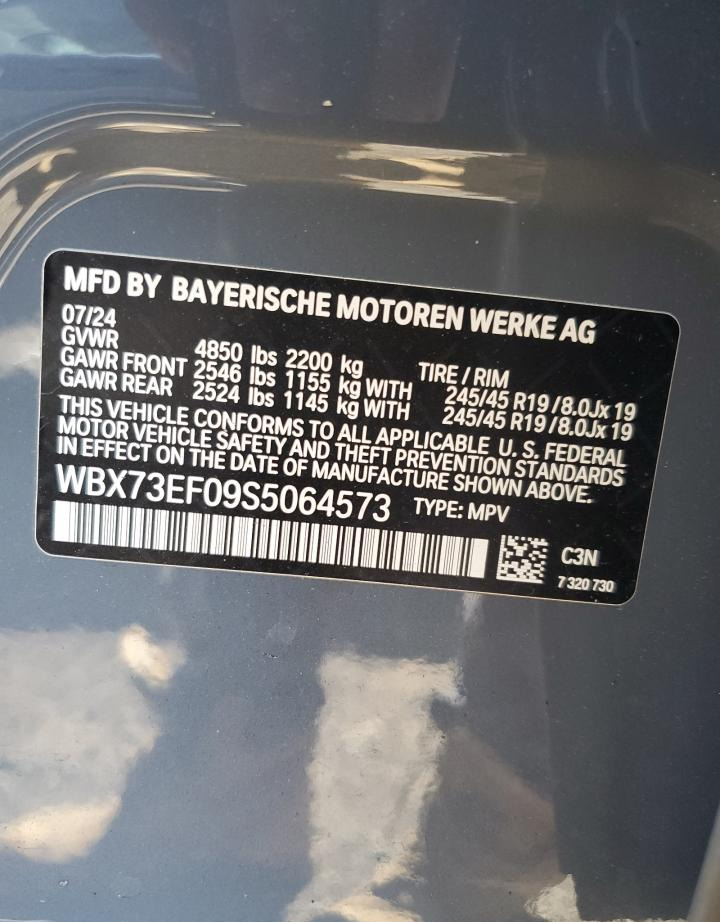 MFD BY BAYERISCHE MOTOREN WERKE AG
07/24
GVWR 4850 lbs 2200 kg TIRE / RIM
GAWR FRONT 2546 lbs 1155 kg WITH 245/45 R19 /8.0Jx 19
GAWR REAR 2524 lbs 1145 kg WITH 245/45 R19 /8.0Jx 19
THIS VEHICLE CONFORMS TO ALL APPLICABLE U. S. FEDERAL
MOTOR VEHICLE SAFETY AND THEFT PREVENTION STANDARDS
IN EFFECT ON THE DATE OF MANUFACTURE SHOWN ABOVE.
WBX73EF09S5064573 TYPE: MPV
C3N
7 320 730